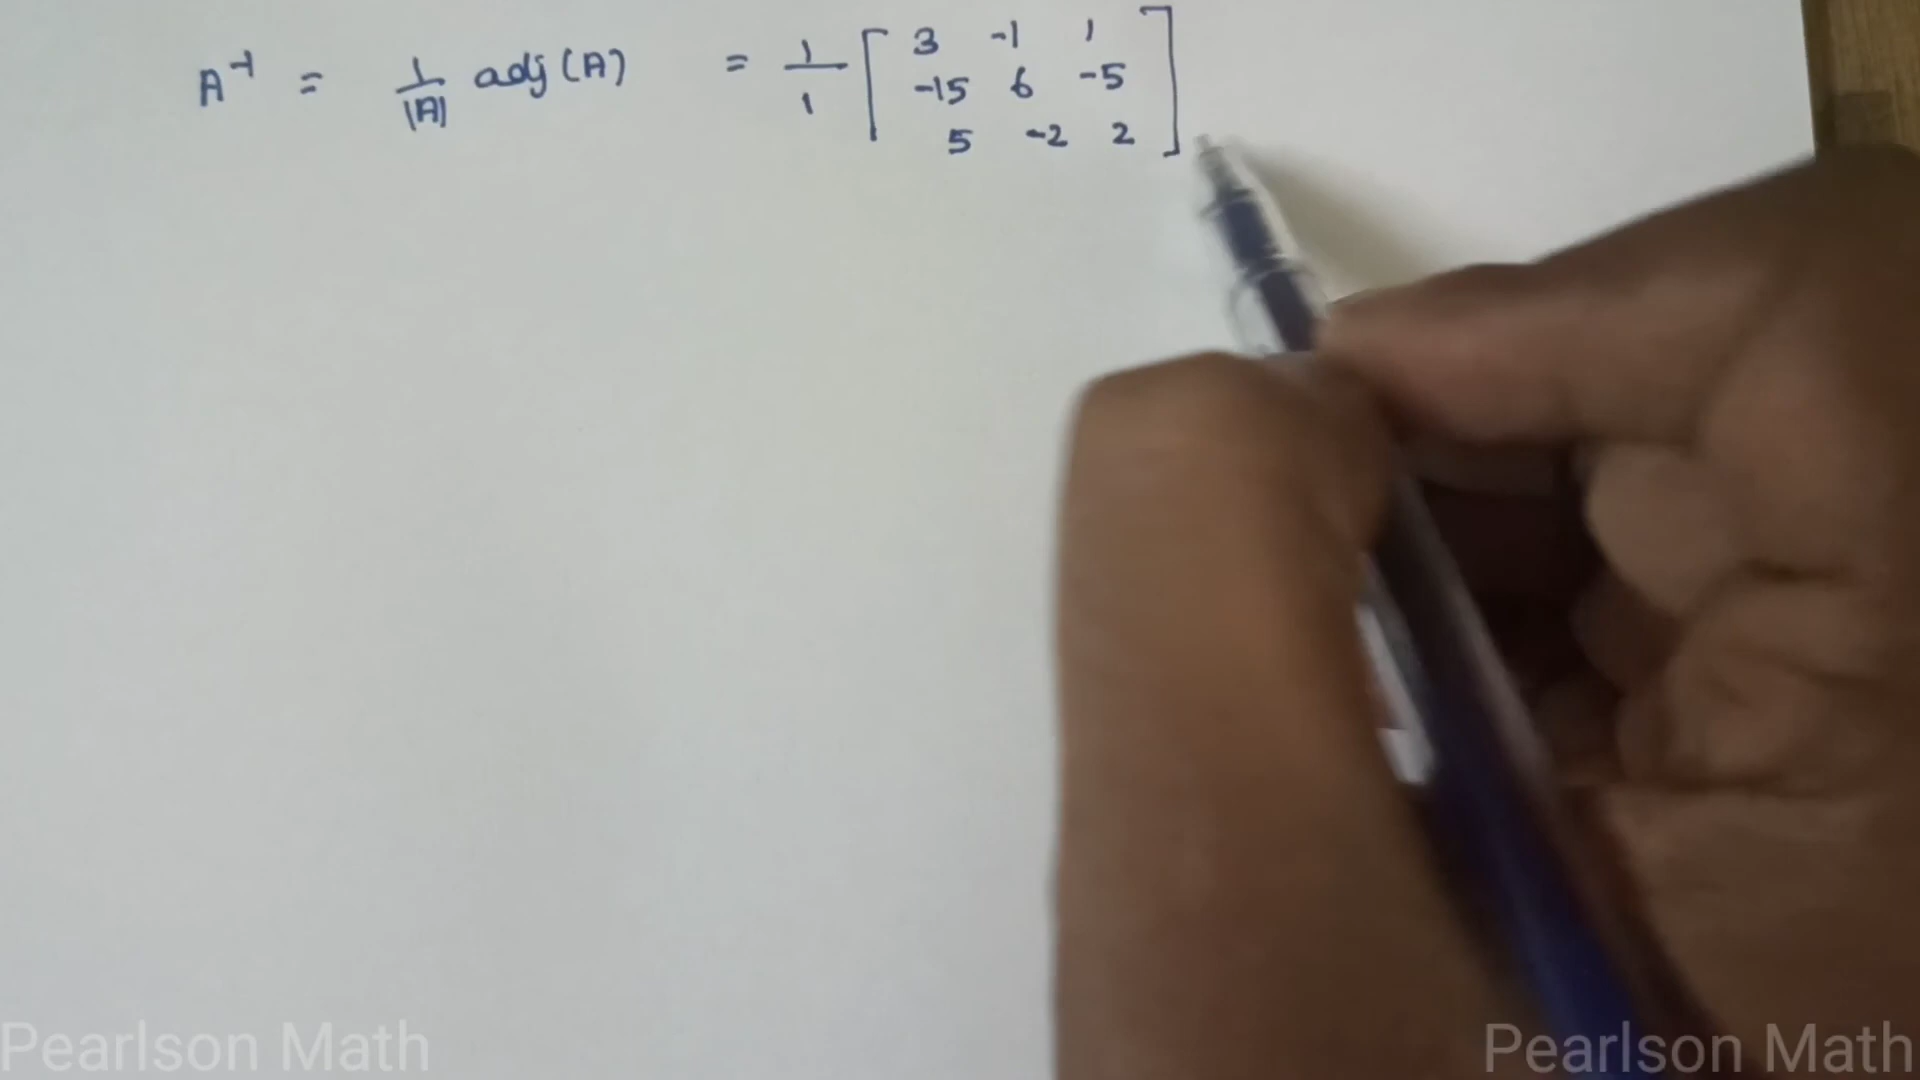 A⁻¹ = 1/|A| adj(A) = 1/1 [ 3 -1 1
-15 6 -5
5 -2 2 ]
Pearlson Math Pearlson Math